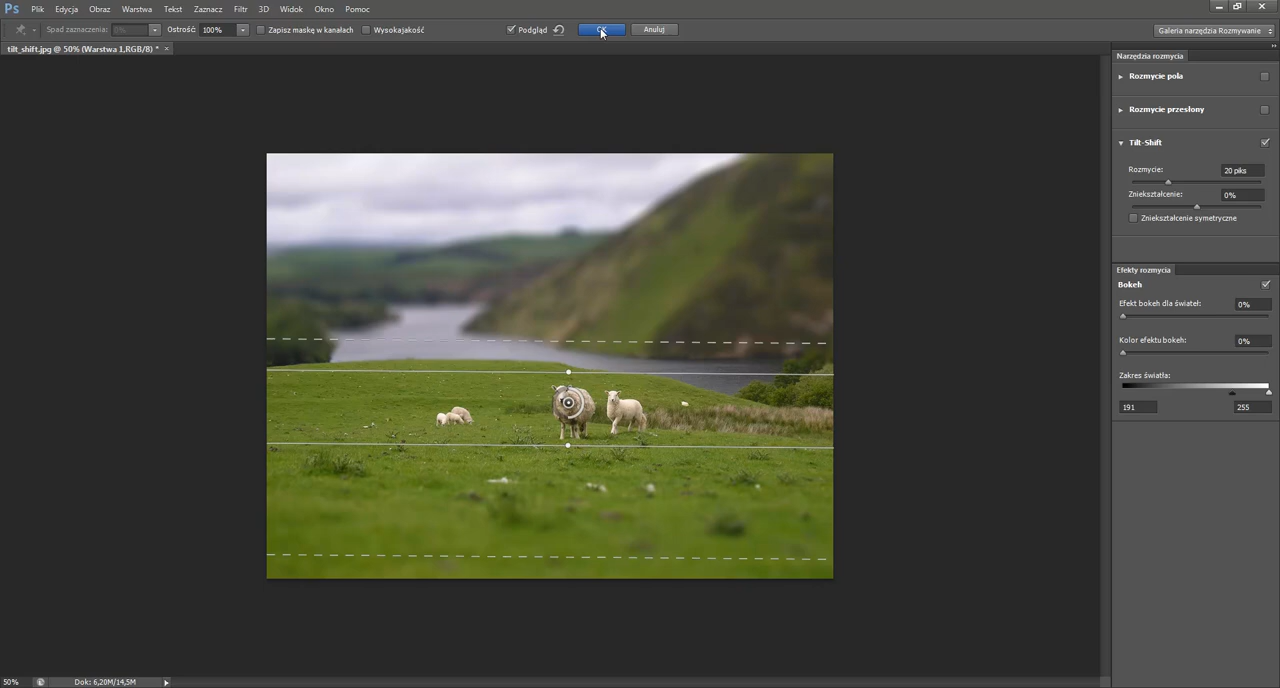 Ps Plik Edycja Obraz Warstwa Tekst Zaznacz Filtr 3D Widok Okno Pomoc
Spad zaznaczenia: 0% Ostrość: 100% Zapisz maskę w kanałach Wysokajakość Podgląd OK Anuluj Galeria narzędzia Rozmywanie
tilt_shift.jpg @ 50% (Warstwa 1,RGB/8) * ×
Narzędzia rozmycia
Rozmycie pola
Rozmycie przesłony
Tilt-Shift
Rozmycie: 20 piks
Zniekształcenie: 0%
Zniekształcenie symetryczne
Efekty rozmycia
Bokeh
Efekt bokeh dla świateł: 0%
Kolor efektu bokeh: 0%
Zakres światła:
191 255
50% Dok: 6,20M/14,5M